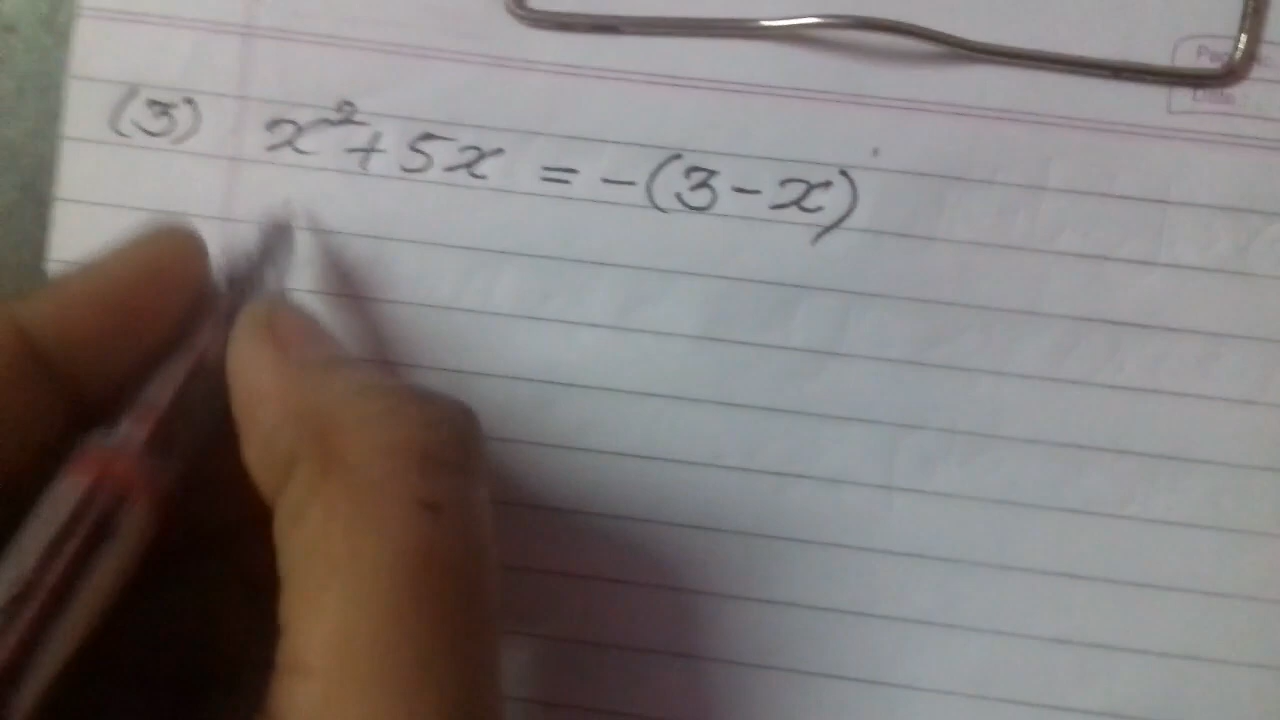 (3) x² + 5x = -(3 - x)